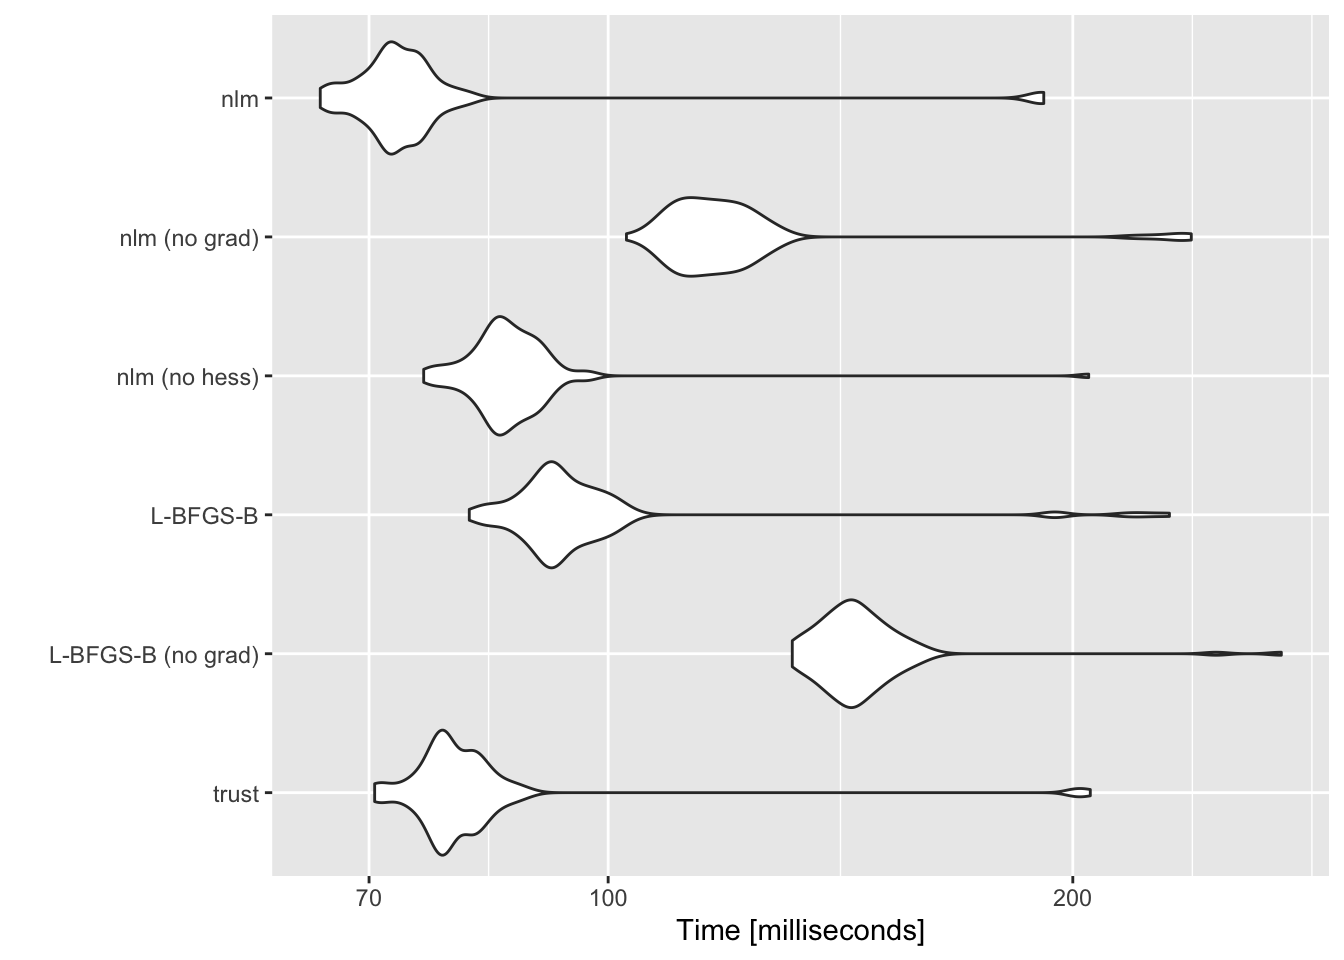 nlm
nlm (no grad)
nlm (no hess)
L-BFGS-B
L-BFGS-B (no grad)
trust
70 100 200
Time [milliseconds]